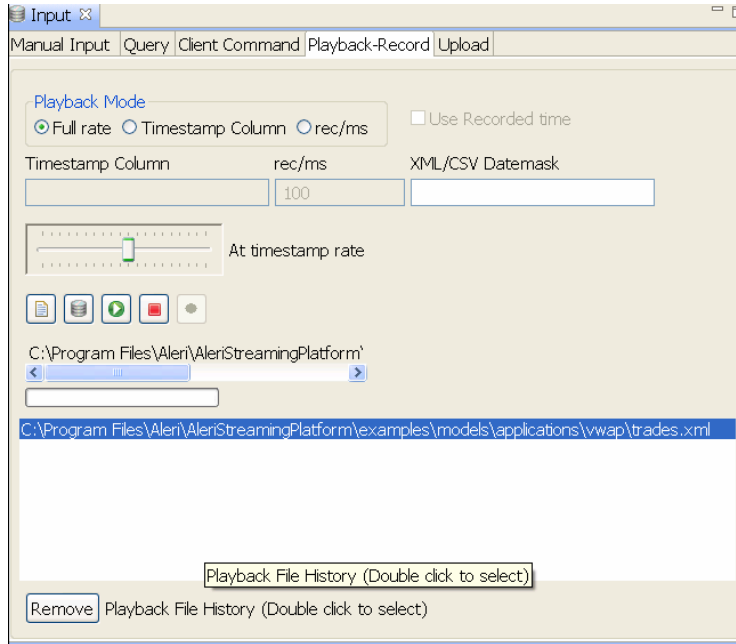 Input
Manual Input Query Client Command Playback-Record Upload
Playback Mode
Full rate Timestamp Column rec/ms
Use Recorded time
Timestamp Column rec/ms XML/CSV Datemask
100
At timestamp rate
C:\Program Files\Aleri\AleriStreamingPlatform\
C:\Program Files\Aleri\AleriStreamingPlatform\examples\models\applications\vwap\trades.xml
Playback File History (Double click to select)
Remove Playback File History (Double click to select)